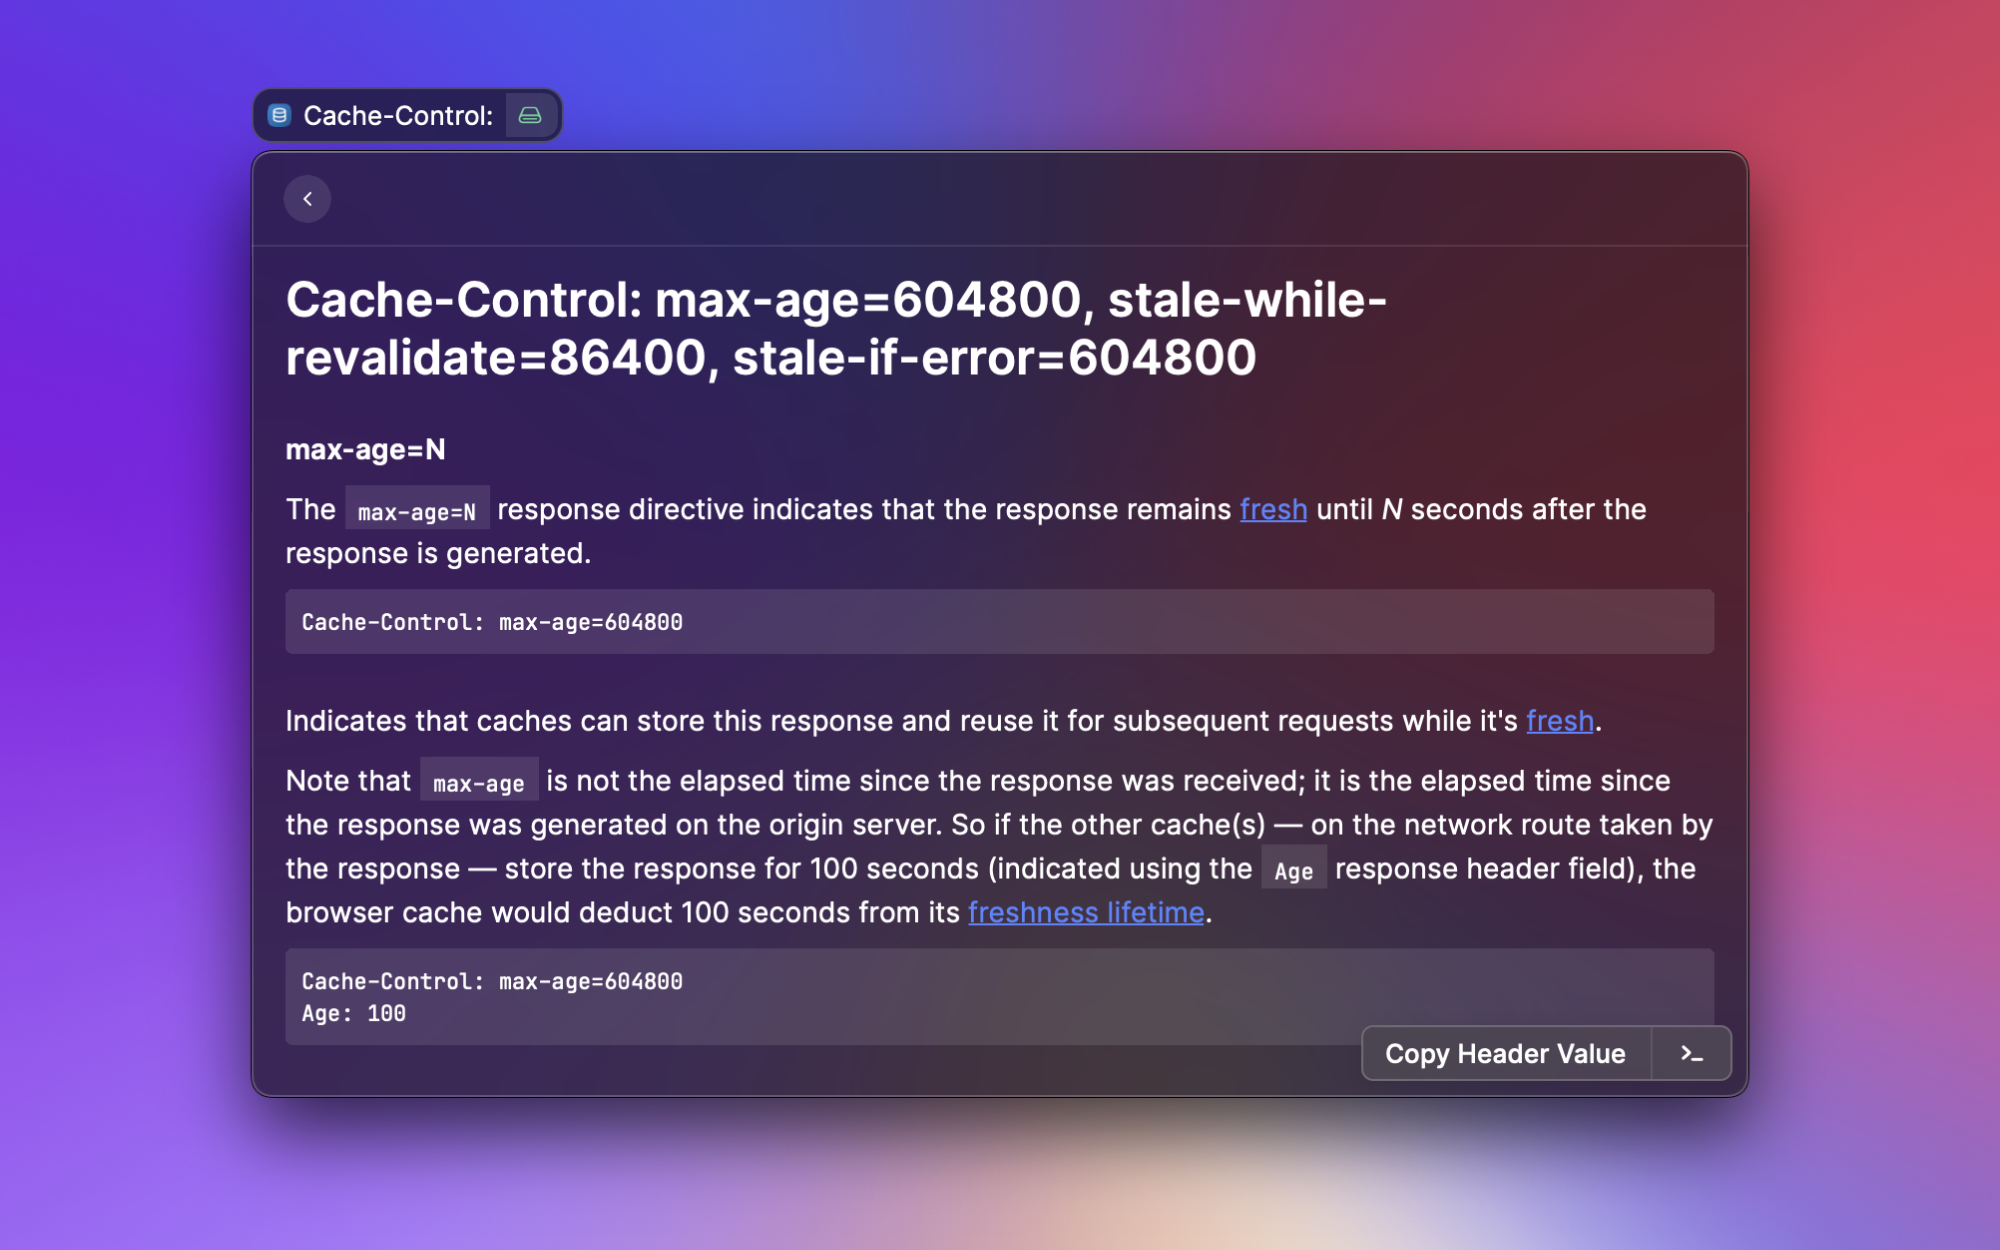 Cache-Control:
Cache-Control: max-age=604800, stale-while-
revalidate=86400, stale-if-error=604800
max-age=N
The max-age=N response directive indicates that the response remains fresh until N seconds after the
response is generated.
Cache-Control: max-age=604800
Indicates that caches can store this response and reuse it for subsequent requests while it's fresh.
Note that max-age is not the elapsed time since the response was received; it is the elapsed time since
the response was generated on the origin server. So if the other cache(s) — on the network route taken by
the response — store the response for 100 seconds (indicated using the Age response header field), the
browser cache would deduct 100 seconds from its freshness lifetime.
Cache-Control: max-age=604800
Age: 100
Copy Header Value